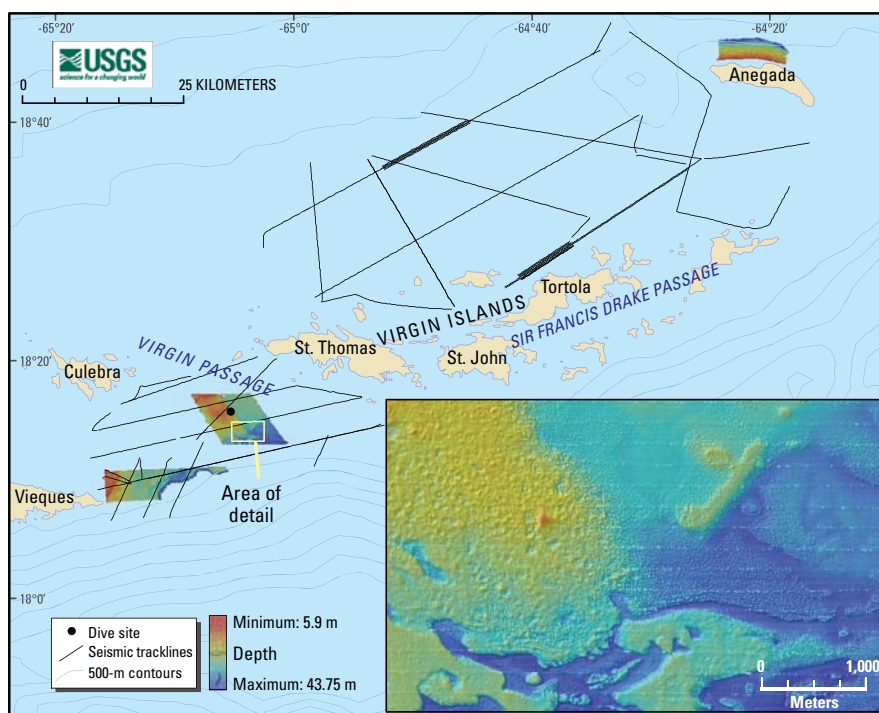 -65°20'
-65°0'
-64°40'
-64°20'
USGS
science for a changing world
0
25 KILOMETERS
Anegada
18°40'
Tortola
VIRGIN ISLANDS
SIR FRANCIS DRAKE PASSAGE
VIRGIN PASSAGE
St. Thomas
St. John
18°20'
Culebra
Vieques
Area of
detail
18°0'
Dive site
Seismic tracklines
500-m contours
Minimum: 5.9 m
Depth
Maximum: 43.75 m
0
1,000
Meters